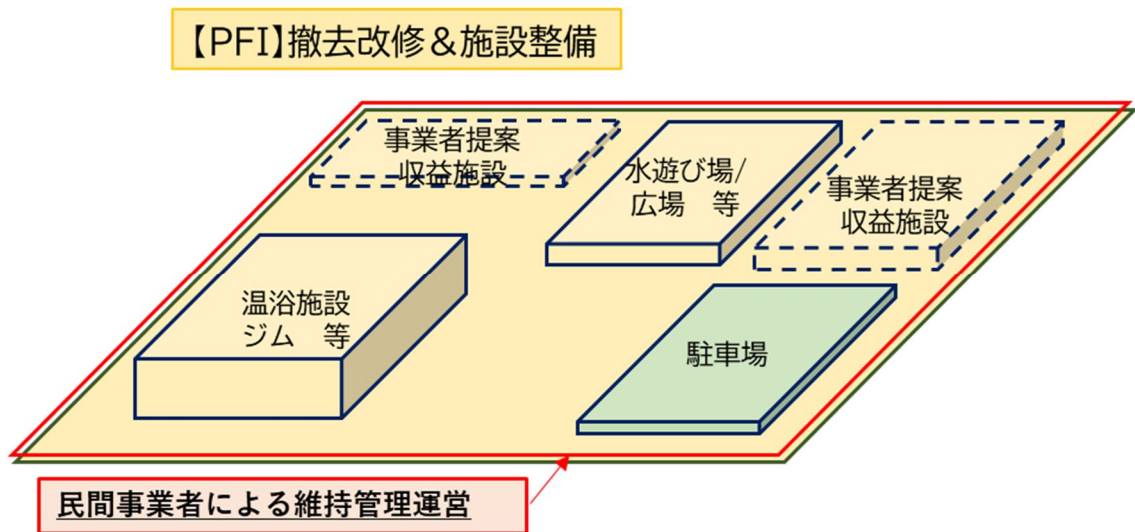 【PFI】撤去改修＆施設整備
事業者提案
収益施設
水遊び場/
広場　等
事業者提案
収益施設
温浴施設
ジム　等
駐車場
民間事業者による維持管理運営